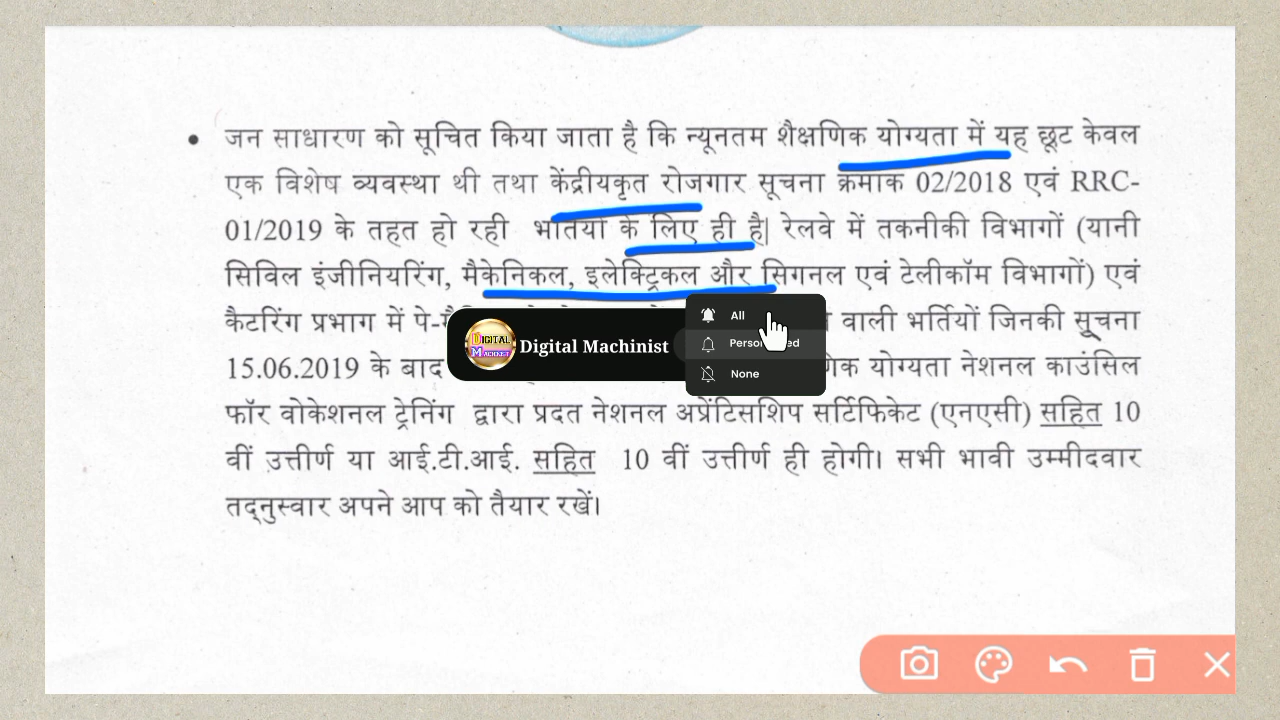 जन साधारण को सूचित किया जाता है कि न्यूनतम शैक्षणिक योग्यता में यह छूट केवल
एक विशेष व्यवस्था थी तथा केंद्रीयकृत रोजगार सूचना क्रमाक 02/2018 एवं RRC-
01/2019 के तहत हो रही भर्तियों के लिए ही है| रेलवे में तकनीकी विभागों (यानी
सिविल इंजीनियरिंग, मैकेनिकल, इलेक्ट्रिकल और सिगनल एवं टेलीकॉम विभागों) एवं
कैटरिंग प्रभाग में पे- वाली भर्तियों जिनकी सूचना
15.06.2019 के बाद योग्यता नेशनल काउंसिल
फॉर वोकेशनल ट्रेनिंग द्वारा प्रदत नेशनल अप्रेंटिसशिप सर्टिफिकेट (एनएसी) सहित 10
वीं उत्तीर्ण या आई.टी.आई. सहित 10 वीं उत्तीर्ण ही होगी। सभी भावी उम्मीदवार
तद्नुस्वार अपने आप को तैयार रखें।
DIGITAL
MACHNIST
Digital Machinist
All
None